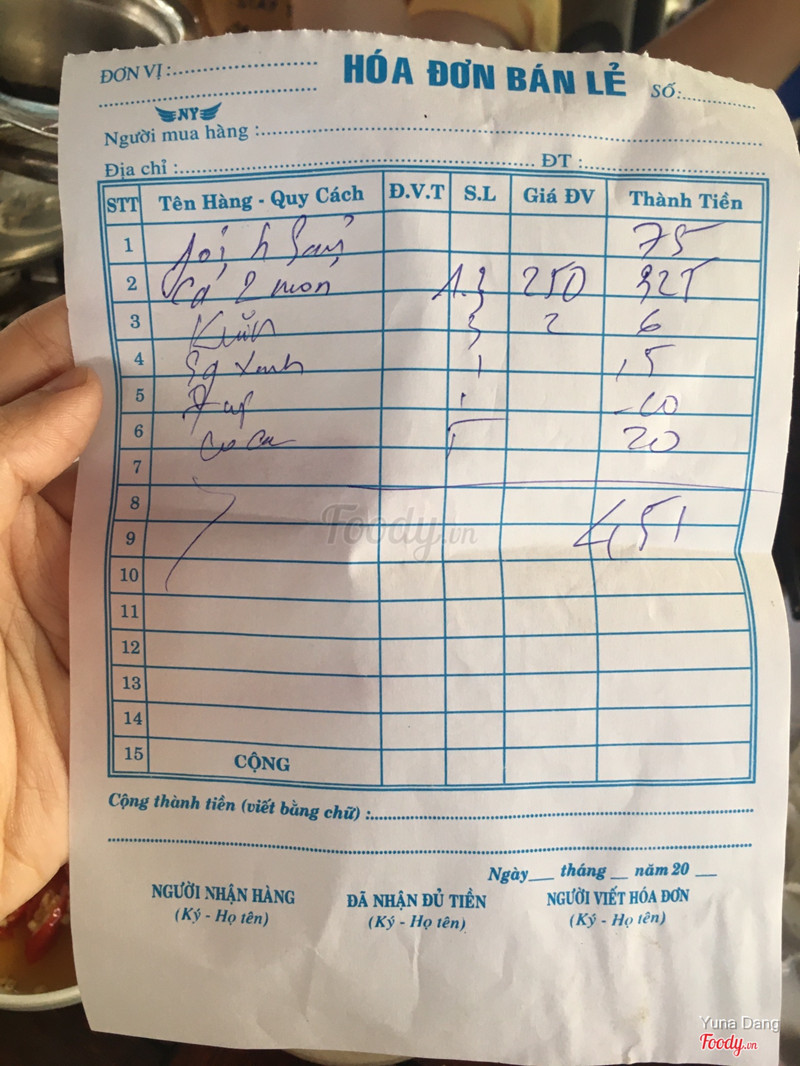 ĐƠN VỊ :
HÓA ĐƠN BÁN LẺ
SỐ:
NY
Người mua hàng :
Địa chỉ : ĐT :
STT Tên Hàng - Quy Cách Đ.V.T S.L Giá ĐV Thành Tiền
1 75
2 Cá 2 món 1.3 250 325
3 3 2 6
4 1 15
5 1 10
6 coca 20
7
8
9 451
10
11
12
13
14
15 CỘNG
Cộng thành tiền (viết bằng chữ) :
Ngày tháng năm 20
NGƯỜI NHẬN HÀNG ĐÃ NHẬN ĐỦ TIỀN NGƯỜI VIẾT HÓA ĐƠN
(Ký - Họ tên) (Ký - Họ tên) (Ký - Họ tên)
Foody.vn
Yuna Dang
Foody.vn